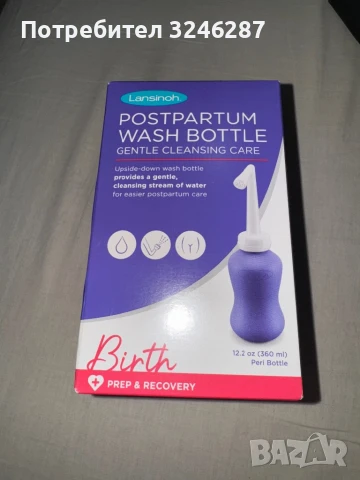 Потребител 3246287
Lansinoh
POSTPARTUM
WASH BOTTLE
GENTLE CLEANSING CARE
Upside-down wash bottle
provides a gentle,
cleansing stream of water
for easier postpartum care
12.2 oz (360 ml)
Peri Bottle
Birth
PREP & RECOVERY
BAZAR